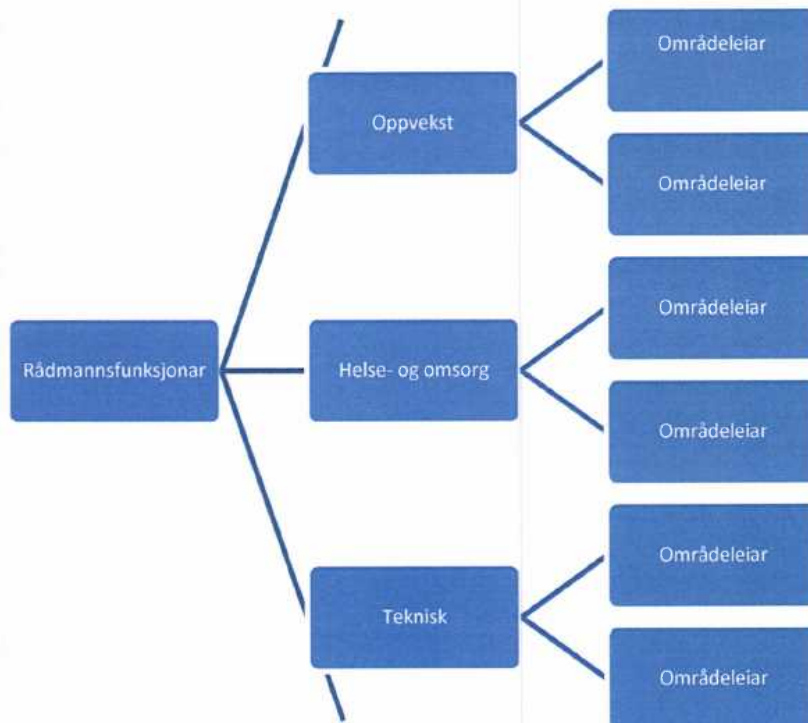 Rådmannsfunksjonar
Oppvekst
Områdeleiar
Områdeleiar
Helse- og omsorg
Områdeleiar
Områdeleiar
Teknisk
Områdeleiar
Områdeleiar